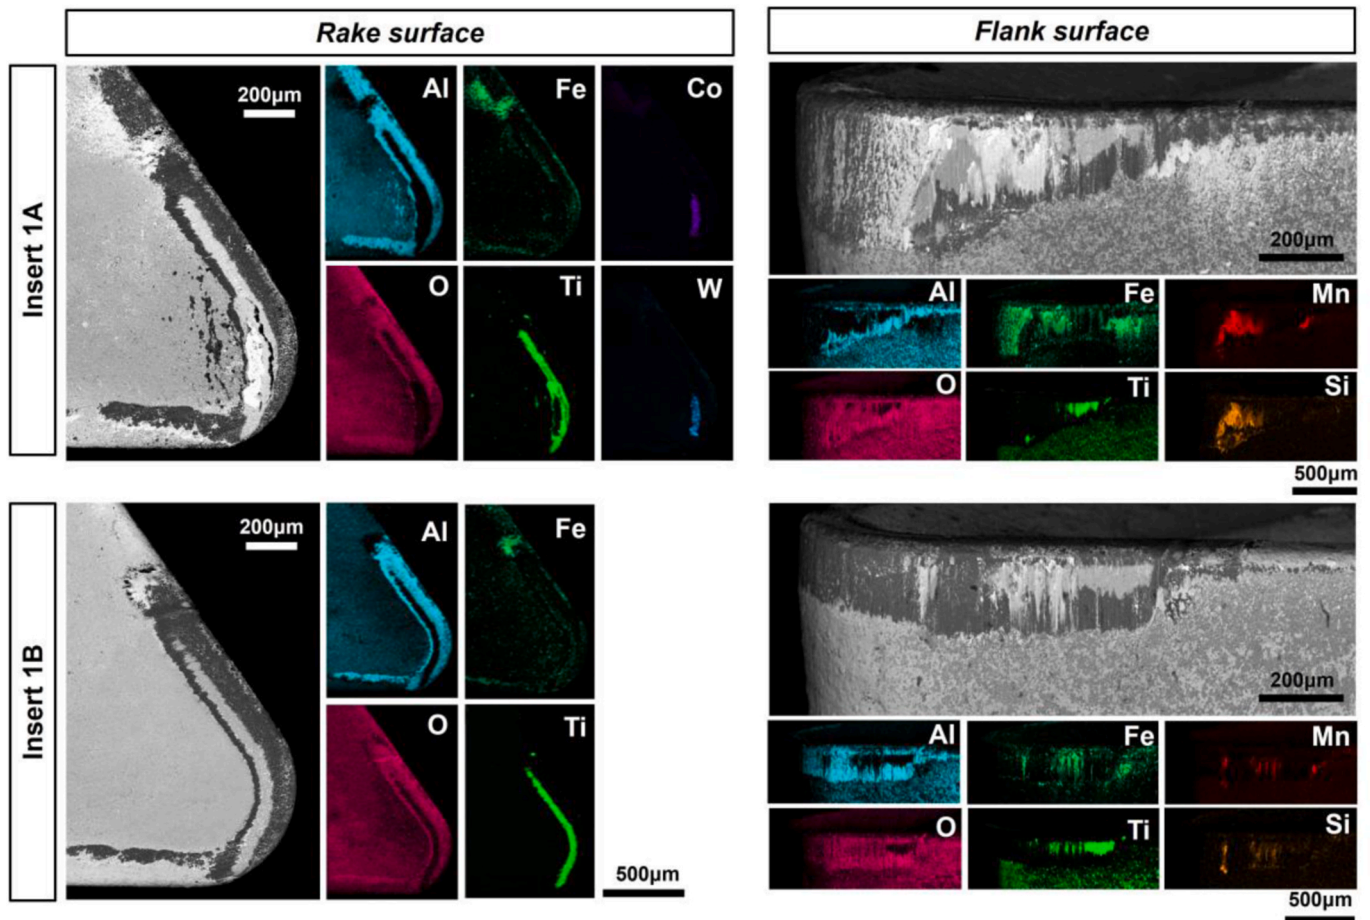 Rake surface
Flank surface
Insert 1A
200µm
Al
Fe
Co
O
Ti
W
200µm
Al
Fe
Mn
O
Ti
Si
500µm
Insert 1B
200µm
Al
Fe
O
Ti
500µm
200µm
Al
Fe
Mn
O
Ti
Si
500µm